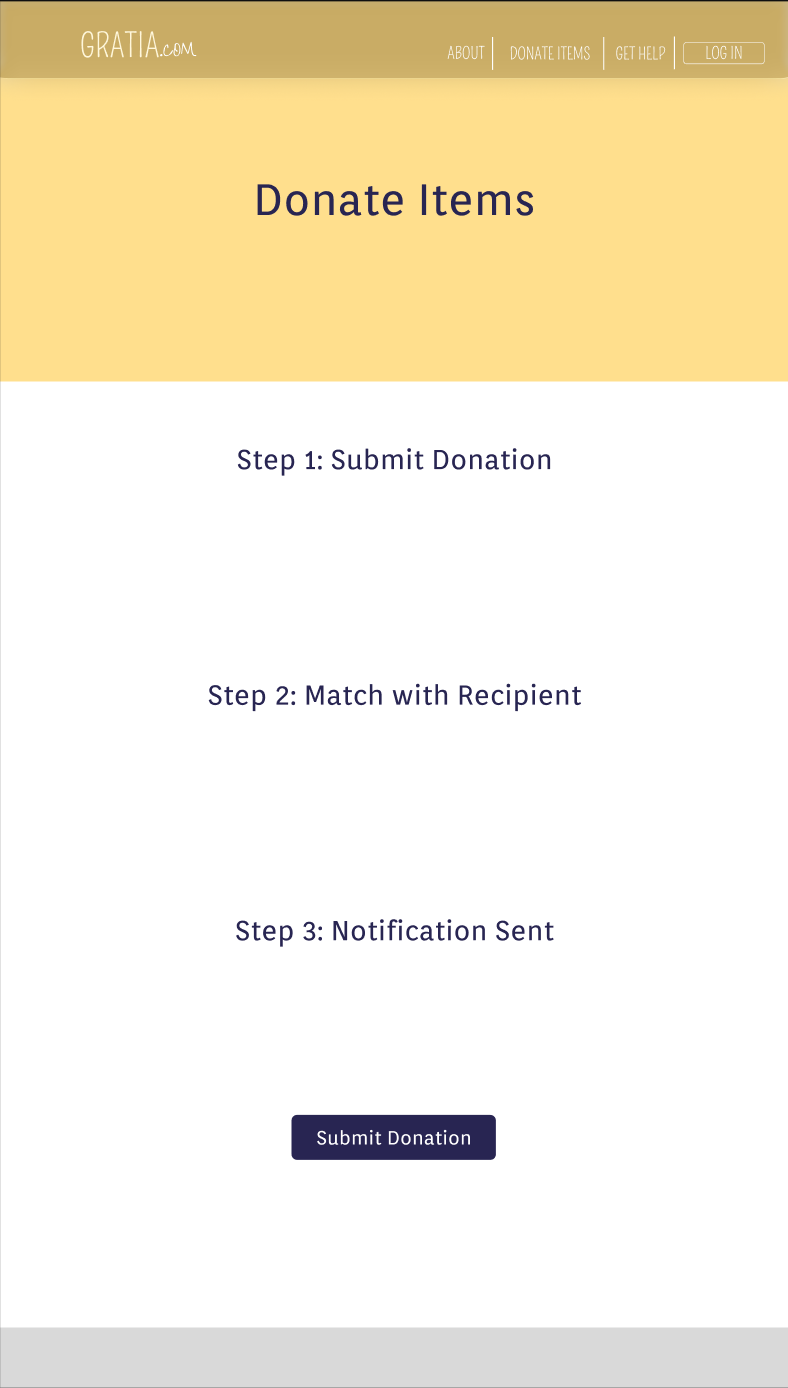 GRATIA.com
ABOUT
DONATE ITEMS
GET HELP
LOG IN
Donate Items
Step 1: Submit Donation
Step 2: Match with Recipient
Step 3: Notification Sent
Submit Donation